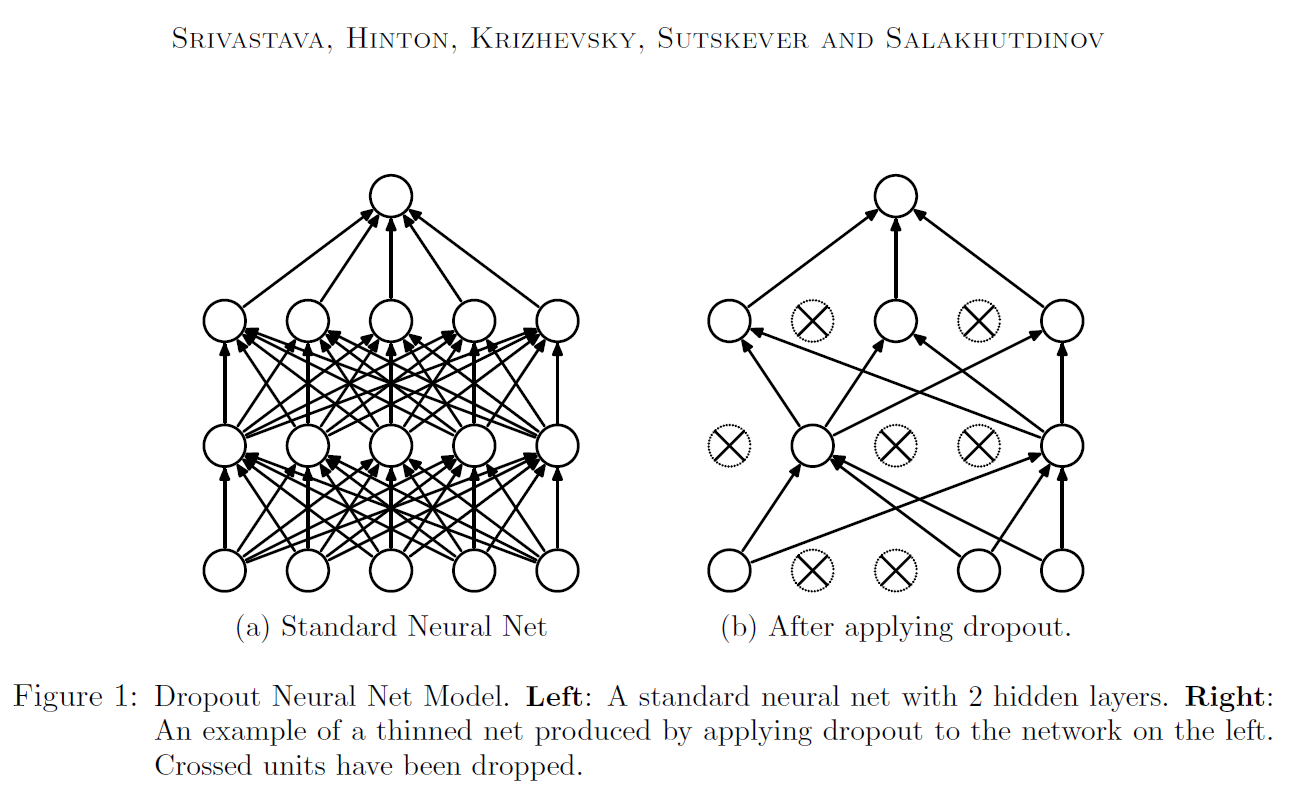 Srivastava, Hinton, Krizhevsky, Sutskever and Salakhutdinov
(a) Standard Neural Net
(b) After applying dropout.
Figure 1: Dropout Neural Net Model. Left: A standard neural net with 2 hidden layers. Right:
An example of a thinned net produced by applying dropout to the network on the left.
Crossed units have been dropped.